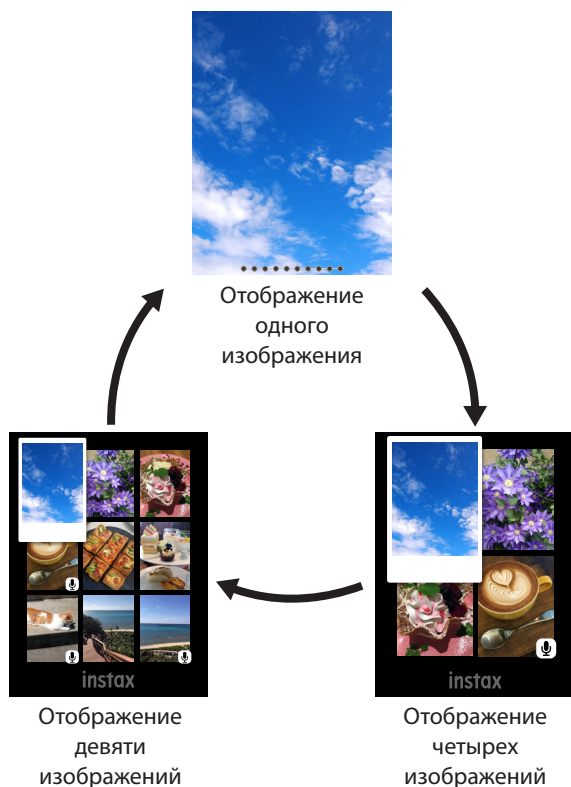 Отображение
одного
изображения
instax
Отображение
девяти
изображений
instax
Отображение
четырех
изображений